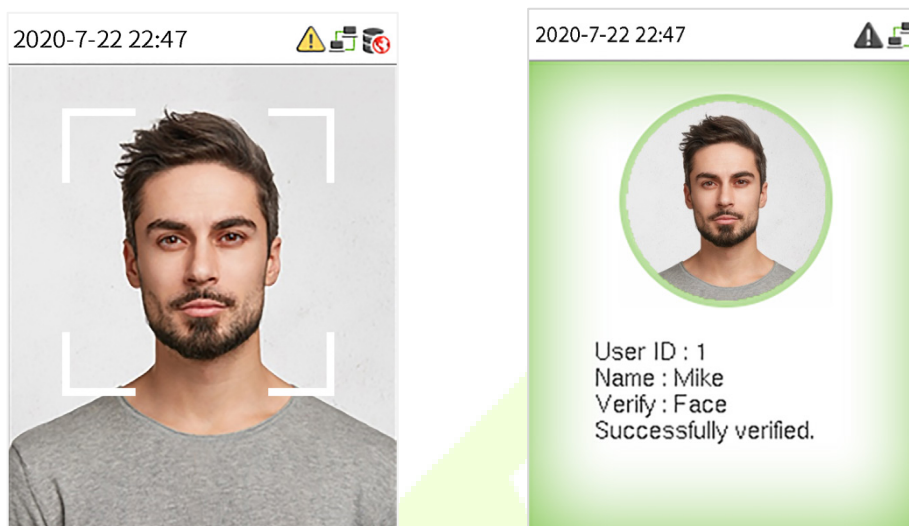 2020-7-22 22:47
2020-7-22 22:47
User ID : 1
Name : Mike
Verify : Face
Successfully verified.